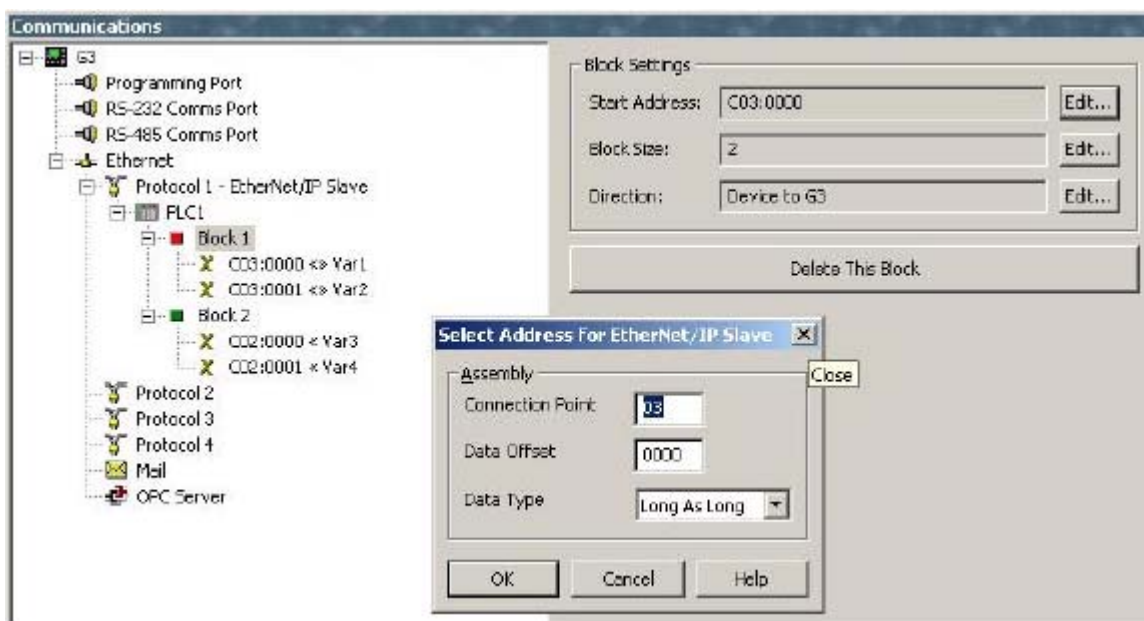 Communications
G3
Programming Port
RS-232 Comms Port
RS-485 Comms Port
Ethernet
Protocol 1 - EtherNet/IP Slave
PLC1
Block 1
C03:0000 «» Var1
C03:0001 «» Var2
Block 2
C02:0000 « Var3
C02:0001 « Var4
Protocol 2
Protocol 3
Protocol 4
Mail
OPC Server
Block Settings
Start Address: C03:0000 Edit...
Block Size: 2 Edit...
Direction: Device to G3 Edit...
Delete This Block
Select Address for EtherNet/IP Slave
Close
Assembly
Connection Point 03
Data Offset 0000
Data Type Long As Long
OK Cancel Help